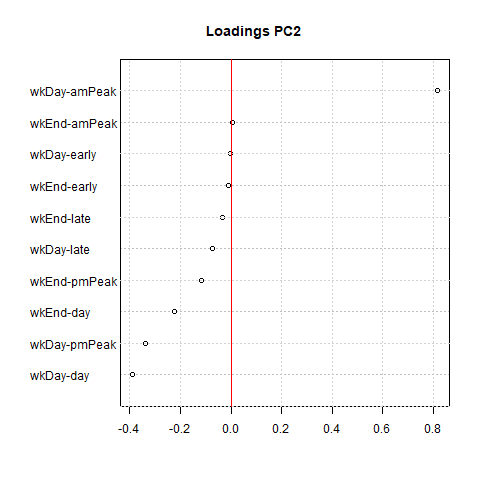 Loadings PC2
wkDay-amPeak
wkEnd-amPeak
wkDay-early
wkEnd-early
wkEnd-late
wkDay-late
wkEnd-pmPeak
wkEnd-day
wkDay-pmPeak
wkDay-day
-0.4 -0.2 0.0 0.2 0.4 0.6 0.8